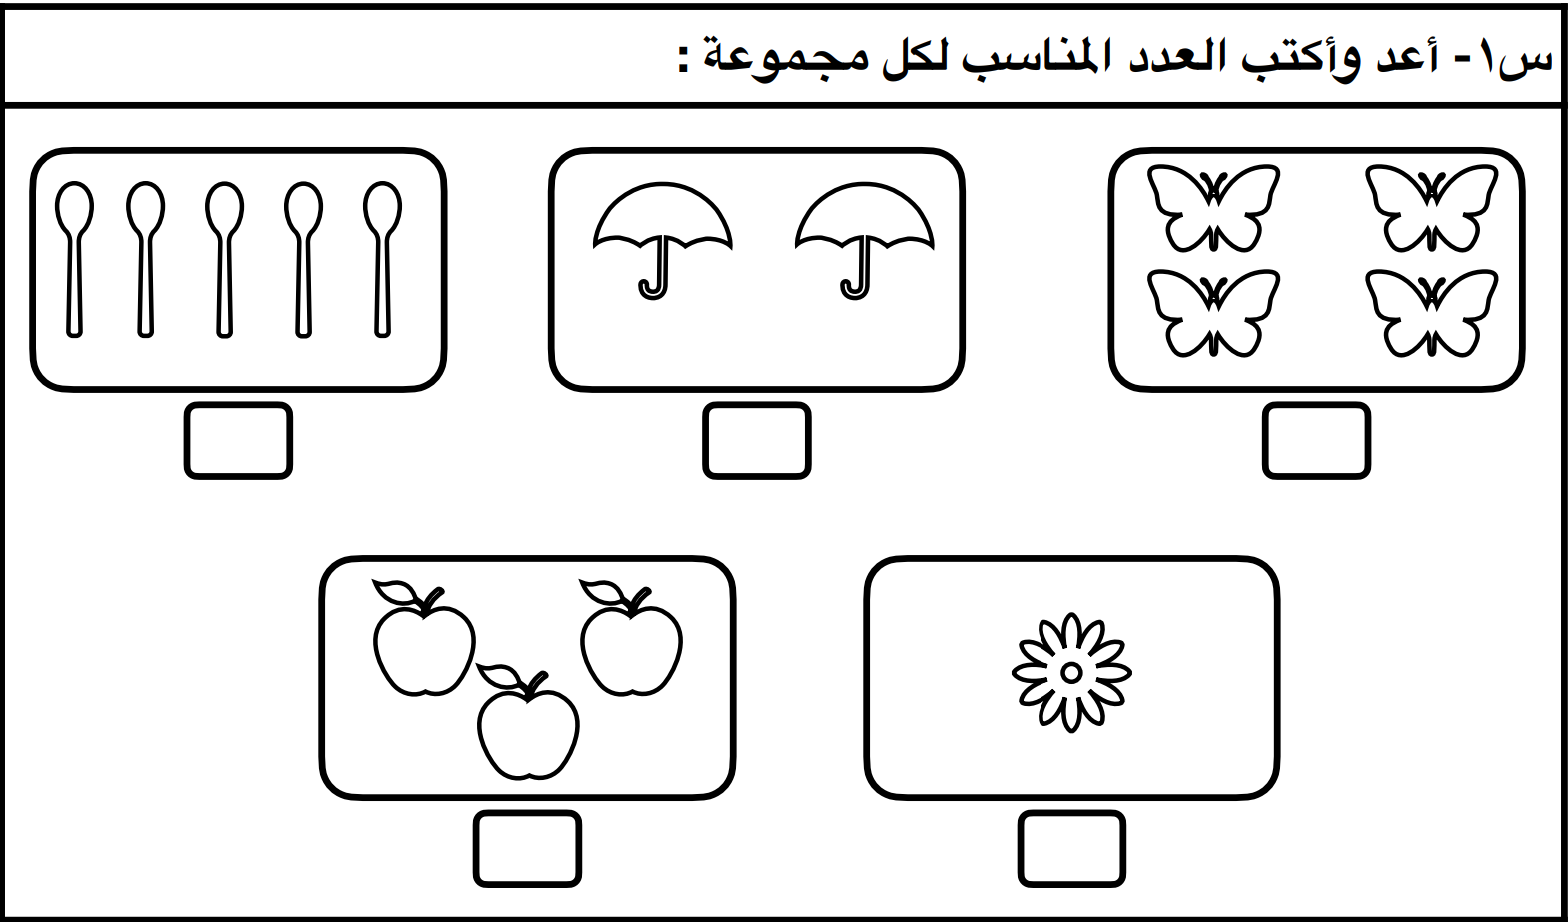 س١- أعد وأكتب العدد المناسب لكل مجموعة :